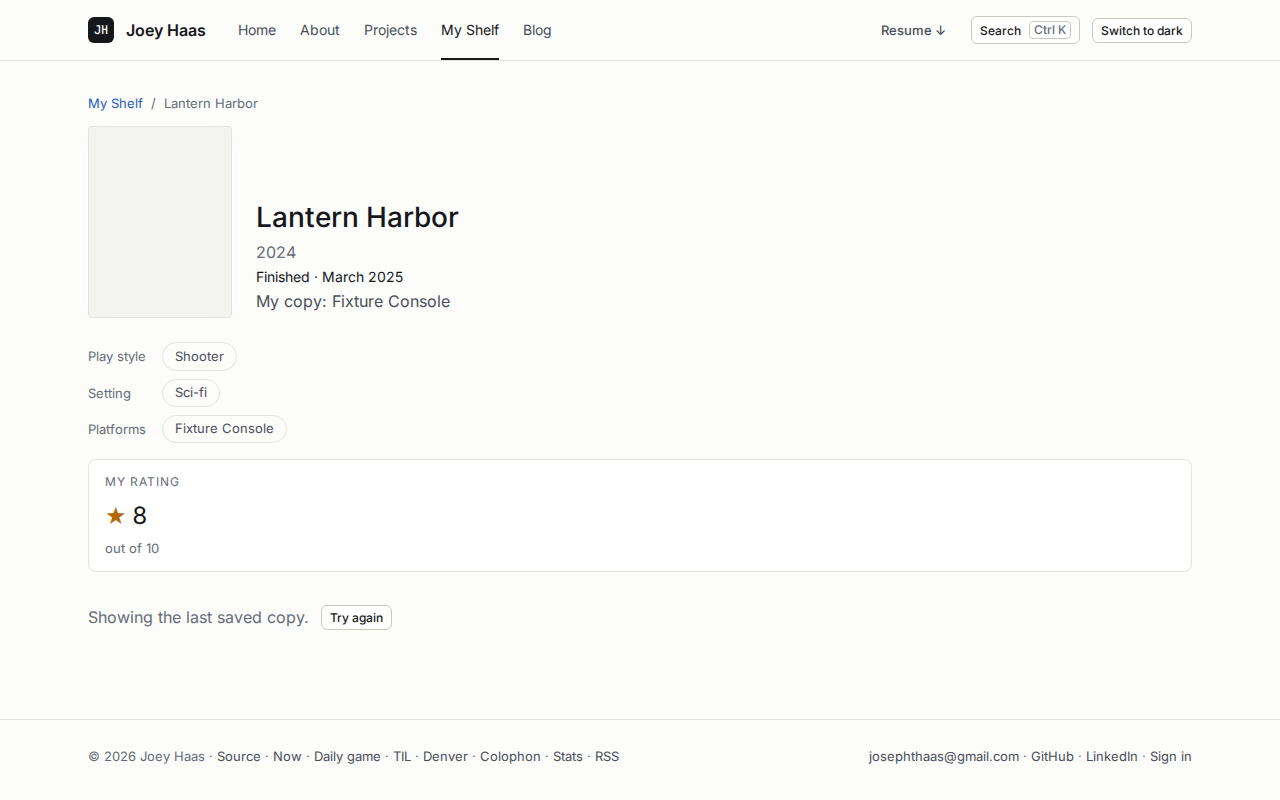 JH Joey Haas Home About Projects My Shelf Blog Resume ↓ Search Ctrl K Switch to dark
My Shelf / Lantern Harbor
Lantern Harbor
2024
Finished · March 2025
My copy: Fixture Console
Play style Shooter
Setting Sci-fi
Platforms Fixture Console
MY RATING
★ 8
out of 10
Showing the last saved copy. Try again
© 2026 Joey Haas · Source · Now · Daily game · TIL · Denver · Colophon · Stats · RSS josephthaas@gmail.com · GitHub · LinkedIn · Sign in